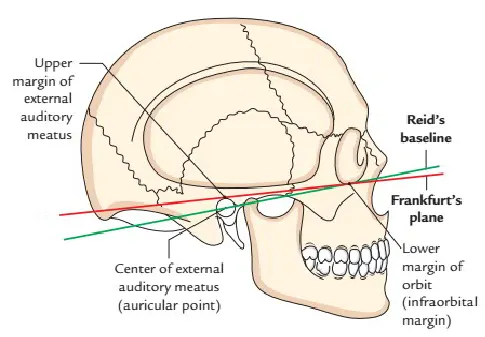 Upper
margin of
external
auditory
meatus
Reid's
baseline
Frankfurt's
plane
Center of external
auditory meatus
(auricular point)
Lower
margin of
orbit
(infraorbital
margin)